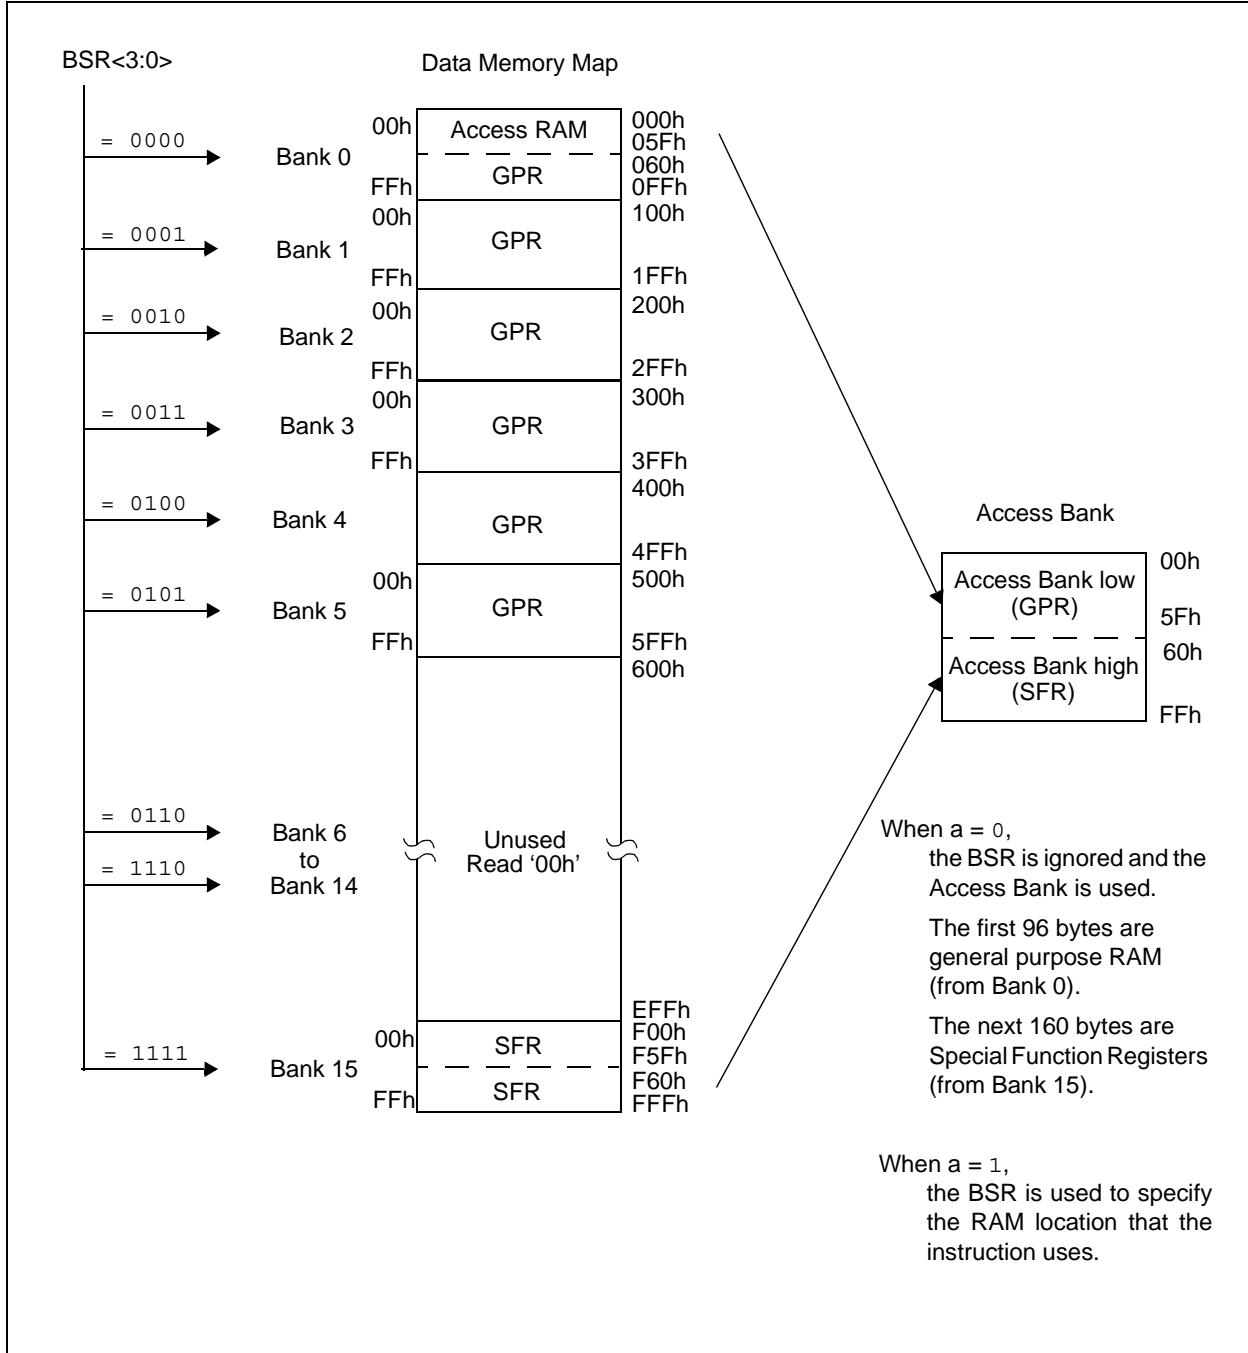 BSR<3:0>
Data Memory Map
= 0000
Bank 0
00h
Access RAM
000h
05Fh
GPR
060h
FFh
0FFh
= 0001
Bank 1
00h
GPR
100h
FFh
1FFh
= 0010
Bank 2
00h
GPR
200h
FFh
2FFh
= 0011
Bank 3
00h
GPR
300h
FFh
3FFh
= 0100
Bank 4
GPR
400h
4FFh
= 0101
Bank 5
00h
GPR
500h
FFh
5FFh
600h
= 0110
Bank 6
to
= 1110
Bank 14
Unused
Read ‘00h’
EFFh
= 1111
Bank 15
00h
SFR
F00h
F5Fh
SFR
F60h
FFh
FFFh
Access Bank
Access Bank low
(GPR)
00h
5Fh
Access Bank high
(SFR)
60h
FFh
When a = 0,
the BSR is ignored and the
Access Bank is used.
The first 96 bytes are
general purpose RAM
(from Bank 0).
The next 160 bytes are
Special Function Registers
(from Bank 15).
When a = 1,
the BSR is used to specify
the RAM location that the
instruction uses.